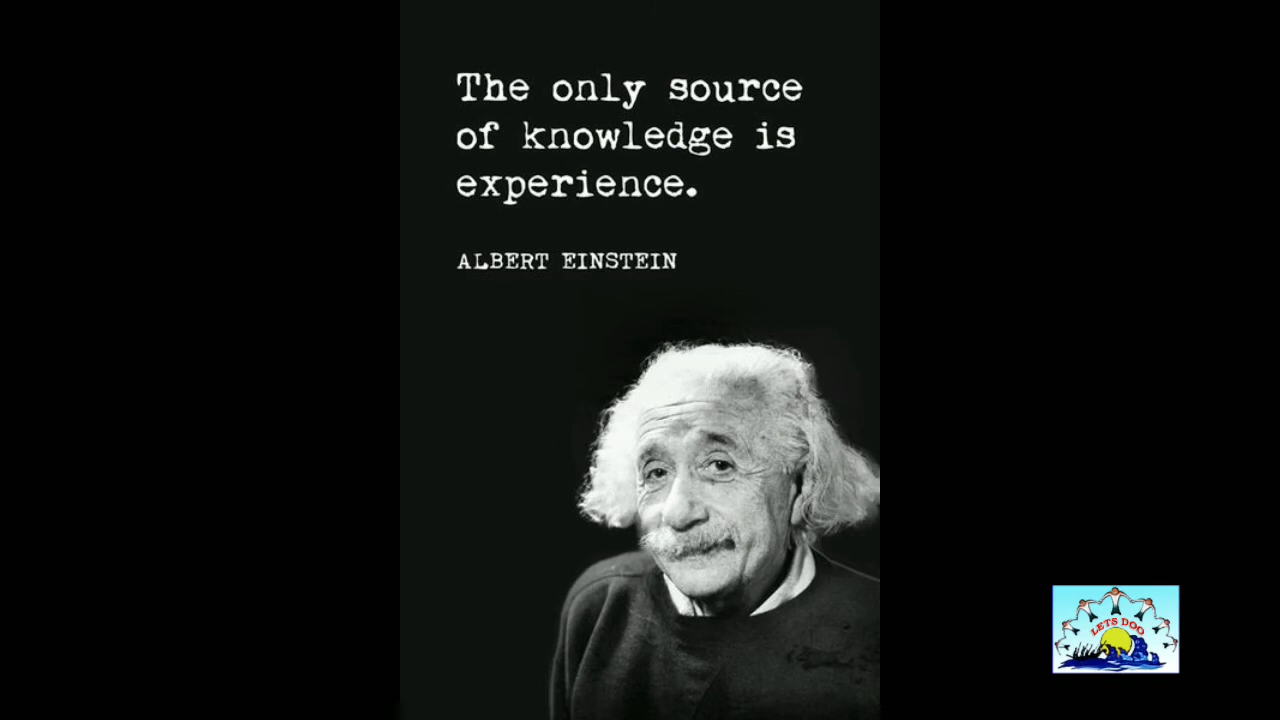 The only source
of knowledge is
experience.
ALBERT EINSTEIN
LETS DOO